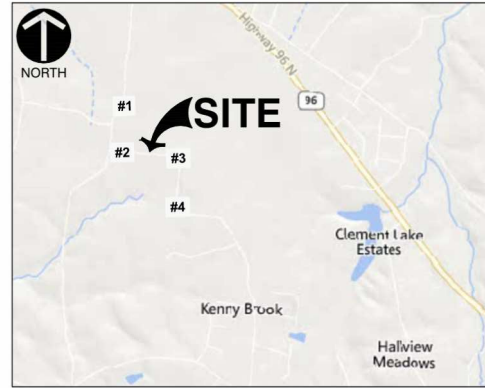 NORTH
Highway 96 N
96
#1
SITE
#2
#3
#4
Clement Lake
Estates
Kenny Brook
Hallview
Meadows